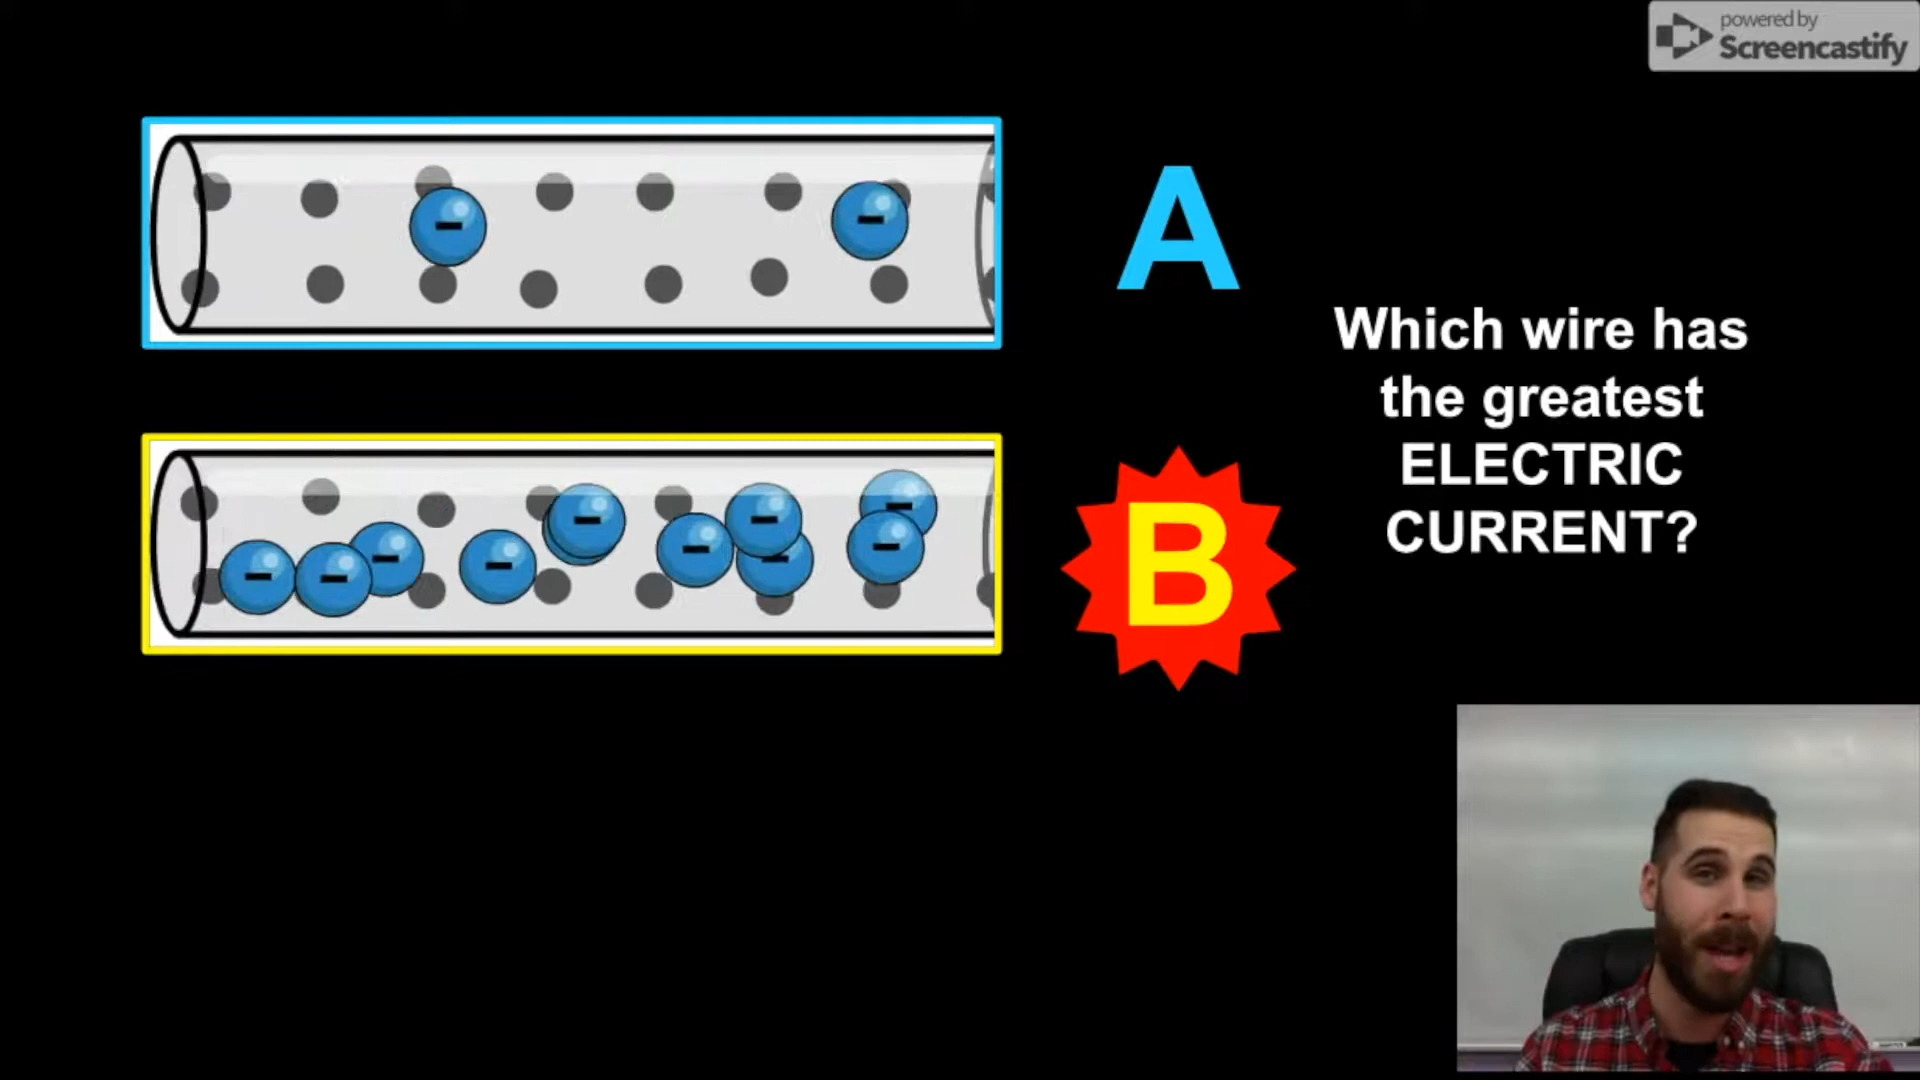 powered by
Screencastify
A
Which wire has
the greatest
ELECTRIC
CURRENT?
B